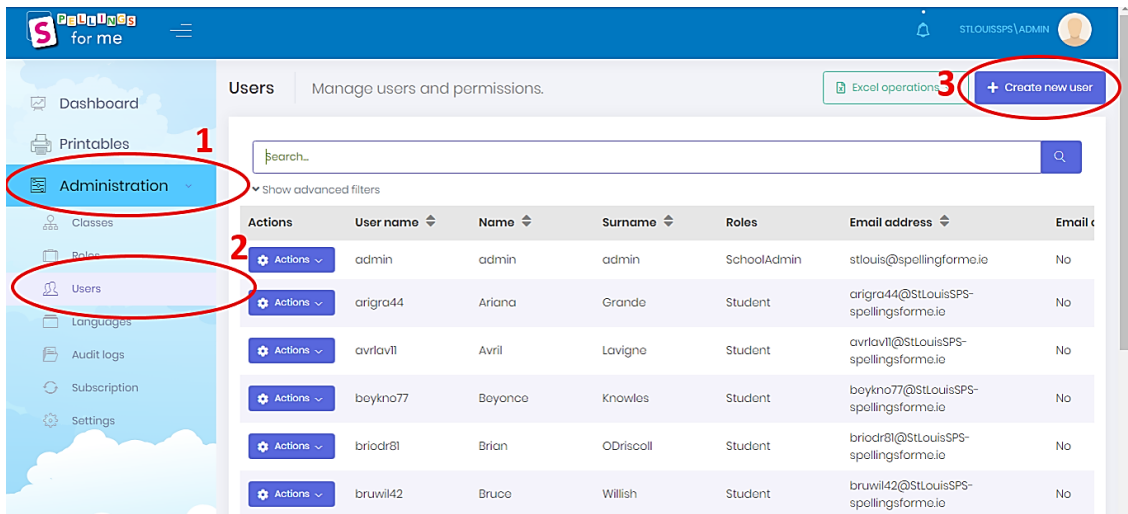 SPELLINGS
for me
STLOUISSPS\ADMIN
Dashboard
Printables
1
Administration
Classes
Roles
2
Users
Languages
Audit logs
Subscription
Settings
Users Manage users and permissions.
Excel operations
3
+ Create new user
Search...
Show advanced filters
Actions User name Name Surname Roles Email address Email
Actions admin admin admin SchoolAdmin stlouis@spellingforme.ie No
Actions arigra44 Ariana Grande Student arigra44@StLouisSPS-
spellingsforme.ie No
Actions avrlav11 Avril Lavigne Student avrlav11@StLouisSPS-
spellingsforme.ie No
Actions beykno77 Beyonce Knowles Student beykno77@StLouisSPS-
spellingsforme.ie No
Actions briodr81 Brian ODriscoll Student briodr81@StLouisSPS-
spellingsforme.ie No
Actions bruwil42 Bruce Willish Student bruwil42@StLouisSPS-
spellingsforme.ie No